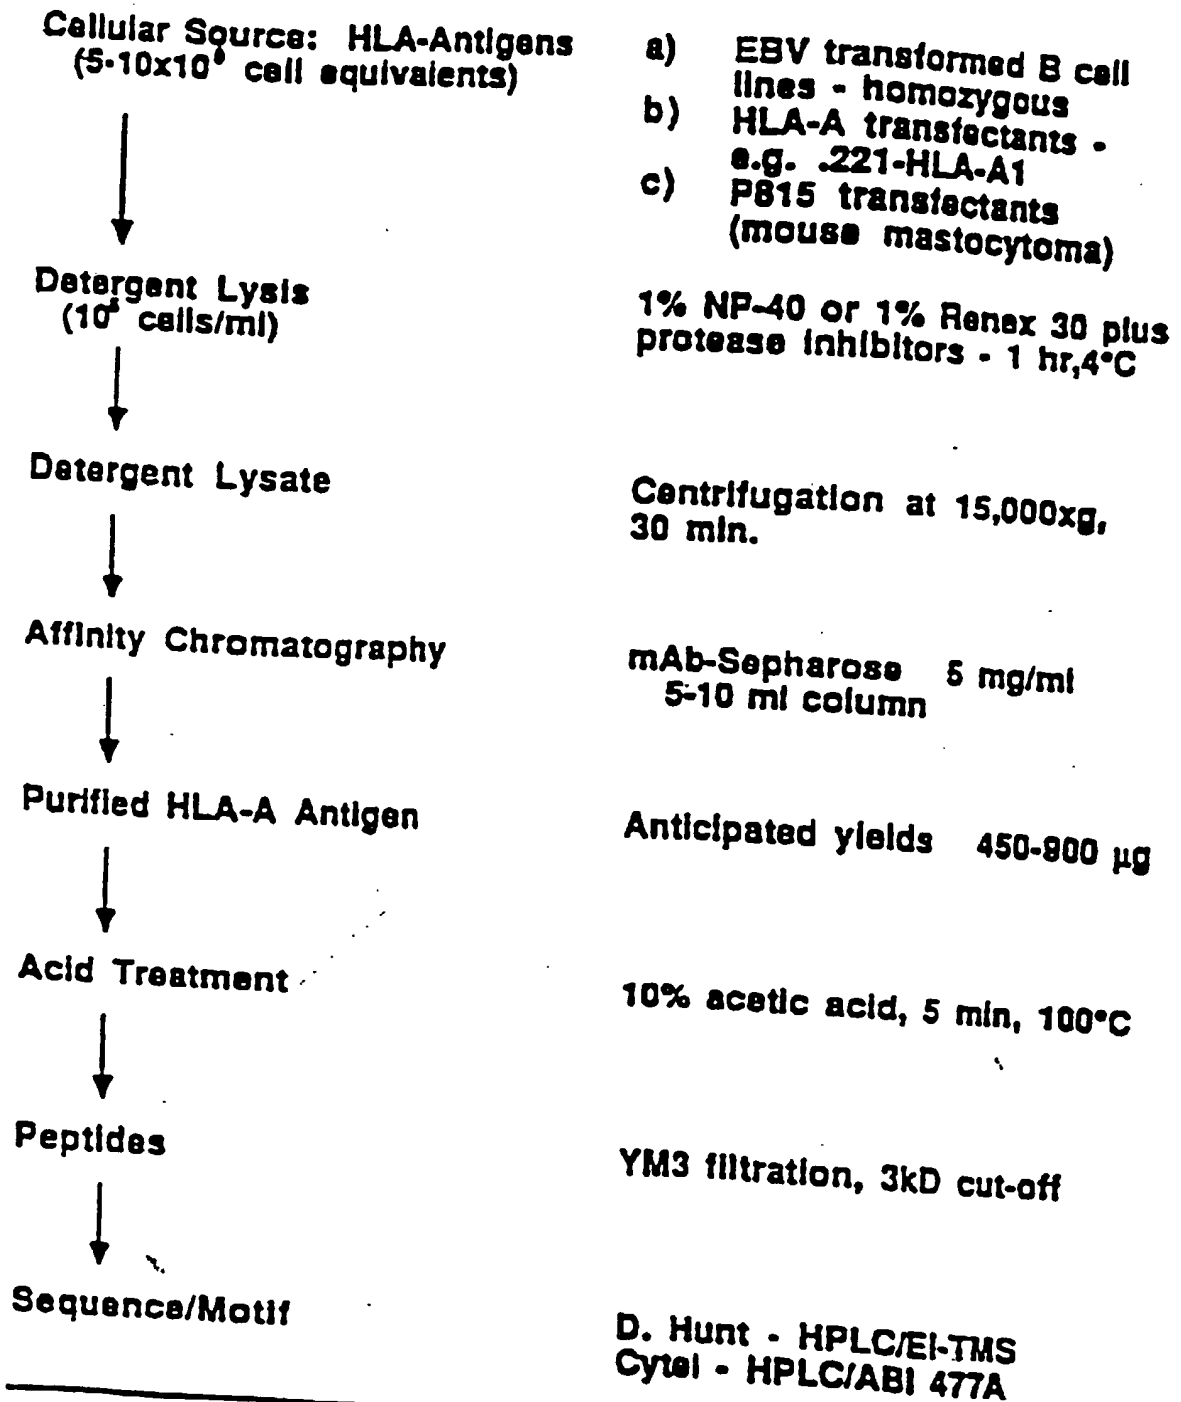 Cellular Source: HLA-Antigens
(5-10x10⁹ cell equivalents)
a) EBV transformed B cell
lines - homozygous
b) HLA-A transfectants -
e.g. .221-HLA-A1
c) P815 transfectants
(mouse mastocytoma)
Detergent Lysis
(10⁸ cells/ml)
1% NP-40 or 1% Renex 30 plus
protease inhibitors - 1 hr,4°C
Detergent Lysate
Centrifugation at 15,000xg,
30 min.
Affinity Chromatography
mAb-Sepharose 5 mg/ml
5-10 ml column
Purified HLA-A Antigen
Anticipated yields 450-900 µg
Acid Treatment
10% acetic acid, 5 min, 100°C
Peptides
YM3 filtration, 3kD cut-off
Sequence/Motif
D. Hunt - HPLC/EI-TMS
Cytel - HPLC/ABI 477A